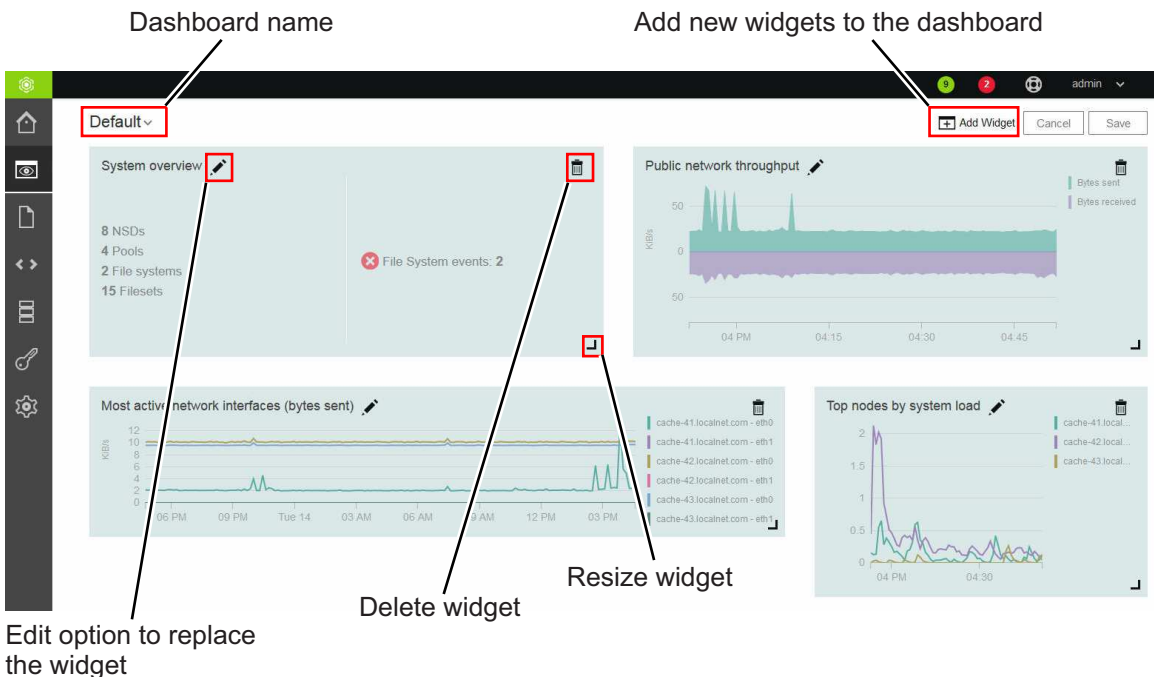 Dashboard name
Add new widgets to the dashboard
9
2
admin
Default
Add Widget
Cancel
Save
System overview
8 NSDs
4 Pools
2 File systems
15 Filesets
File System events: 2
Public network throughput
Bytes sent
Bytes received
50
KiB/s
0
50
04 PM
04:15
04:30
04:45
Most active network interfaces (bytes sent)
12
10
KiB/s
8
6
4
2
0
06 PM
09 PM
Tue 14
03 AM
06 AM
9 AM
12 PM
03 PM
cache-41.localnet.com - eth0
cache-41.localnet.com - eth1
cache-42.localnet.com - eth0
cache-42.localnet.com - eth1
cache-43.localnet.com - eth0
cache-43.localnet.com - eth1
Top nodes by system load
2
1.5
1
0.5
0
04 PM
04:30
cache-41.local...
cache-42.local...
cache-43.local...
Resize widget
Delete widget
Edit option to replace
the widget